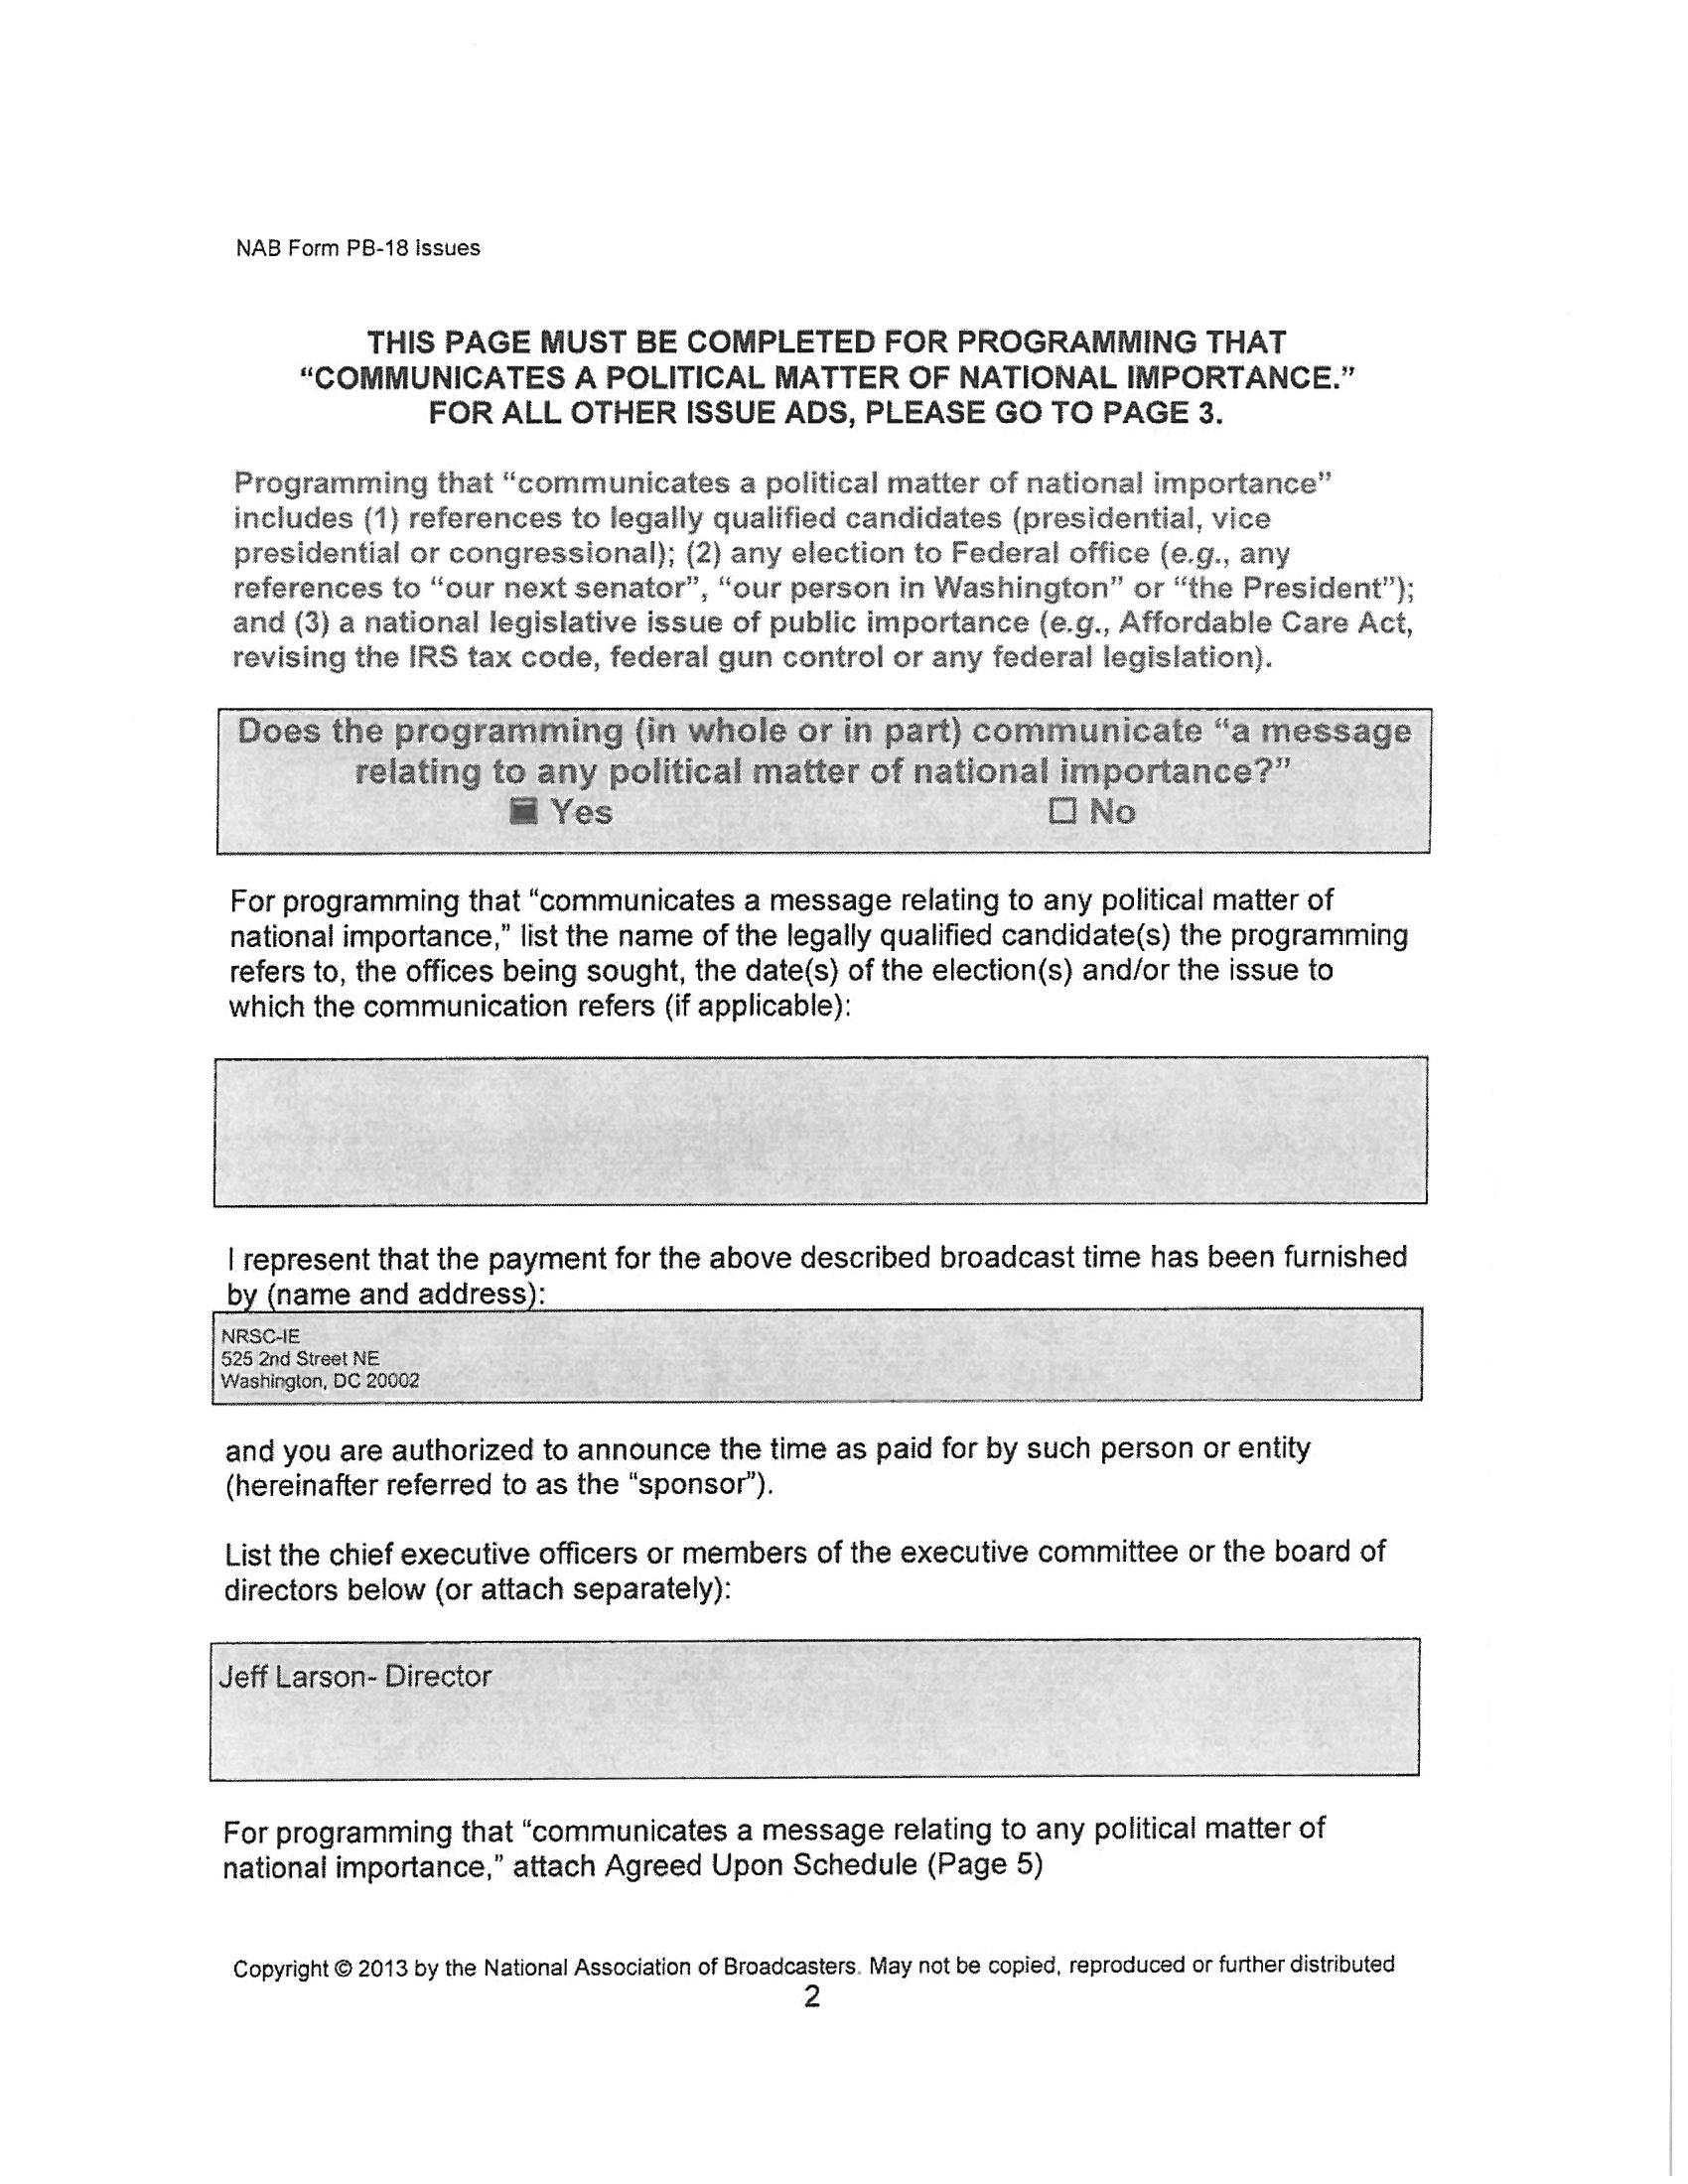 NAB Form PB-18 Issues
THIS PAGE MUST BE COMPLETED FOR PROGRAMMING THAT
“COMMUNICATES A POLITICAL MATTER OF NATIONAL IMPORTANCE.”
FOR ALL OTHER ISSUE ADS, PLEASE GO TO PAGE 3.
Programming that “communicates a political matter of national importance”
includes (1) references to legally qualified candidates (presidential, vice
presidential or congressional); (2) any election to Federal office (e.g., any
references to “our next senator”, “our person in Washington” or “the President”);
and (3) a national legislative issue of public importance (e.g., Affordable Care Act,
revising the IRS tax code, federal gun control or any federal legislation).
Does the programming (in whole or in part) communicate “a message
relating to any political matter of national importance?”
■ Yes □ No
For programming that “communicates a message relating to any political matter of
national importance,” list the name of the legally qualified candidate(s) the programming
refers to, the offices being sought, the date(s) of the election(s) and/or the issue to
which the communication refers (if applicable):
I represent that the payment for the above described broadcast time has been furnished
by (name and address):
NRSC-IE
525 2nd Street NE
Washington, DC 20002
and you are authorized to announce the time as paid for by such person or entity
(hereinafter referred to as the “sponsor”).
List the chief executive officers or members of the executive committee or the board of
directors below (or attach separately):
Jeff Larson- Director
For programming that “communicates a message relating to any political matter of
national importance,” attach Agreed Upon Schedule (Page 5)
Copyright © 2013 by the National Association of Broadcasters. May not be copied, reproduced or further distributed
2